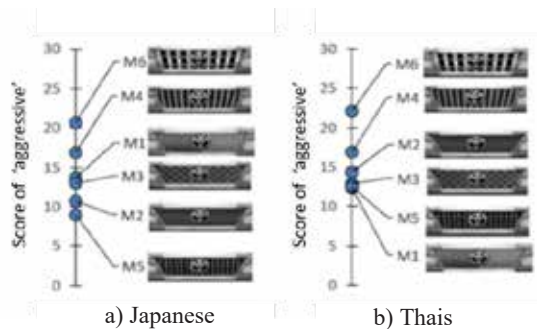 Score of 'aggressive'
30
25
20
15
10
5
0
M6
M4
M1
M3
M2
M5
a) Japanese
Score of 'aggressive'
30
25
20
15
10
5
0
M6
M4
M2
M3
M5
M1
b) Thais